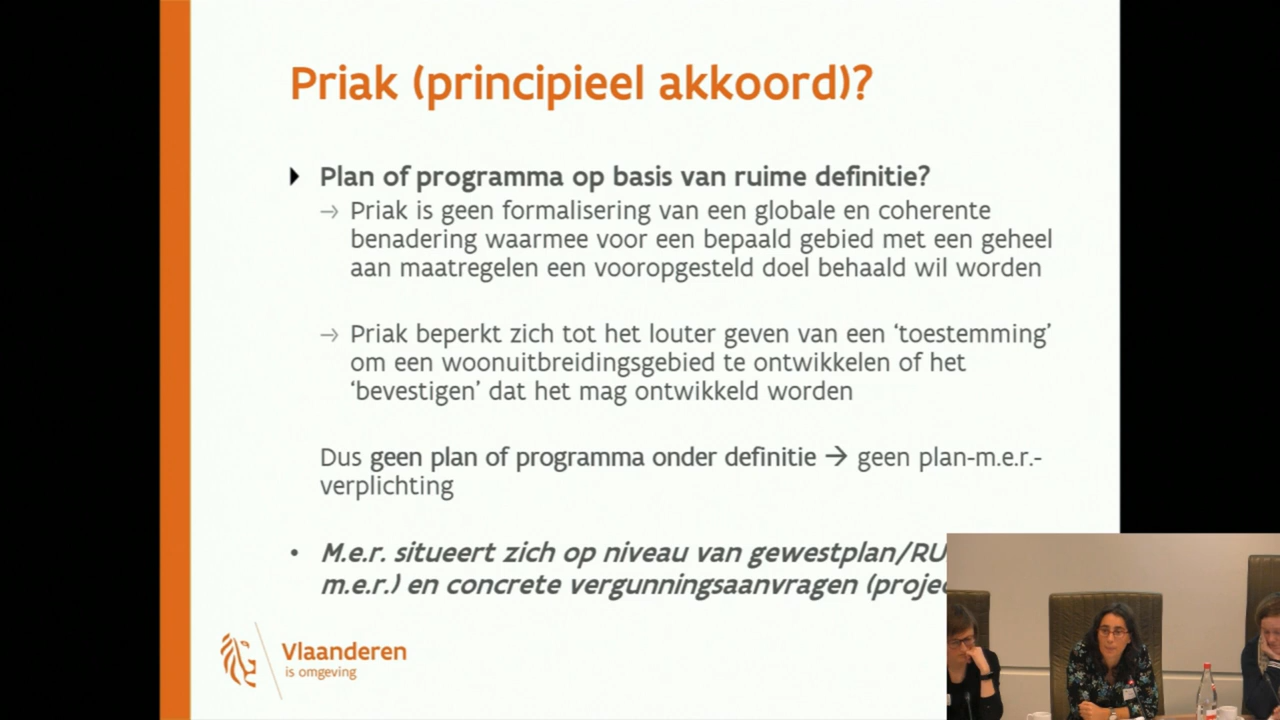 Priak (principieel akkoord)?
Plan of programma op basis van ruime definitie?
→ Priak is geen formalisering van een globale en coherente
benadering waarmee voor een bepaald gebied met een geheel
aan maatregelen een vooropgesteld doel behaald wil worden
→ Priak beperkt zich tot het louter geven van een ‘toestemming’
om een woonuitbreidingsgebied te ontwikkelen of het
‘bevestigen’ dat het mag ontwikkeld worden
Dus geen plan of programma onder definitie → geen plan-m.e.r.-
verplichting
• M.e.r. situeert zich op niveau van gewestplan/RU
m.e.r.) en concrete vergunningsaanvragen (projec
Vlaanderen
is omgeving